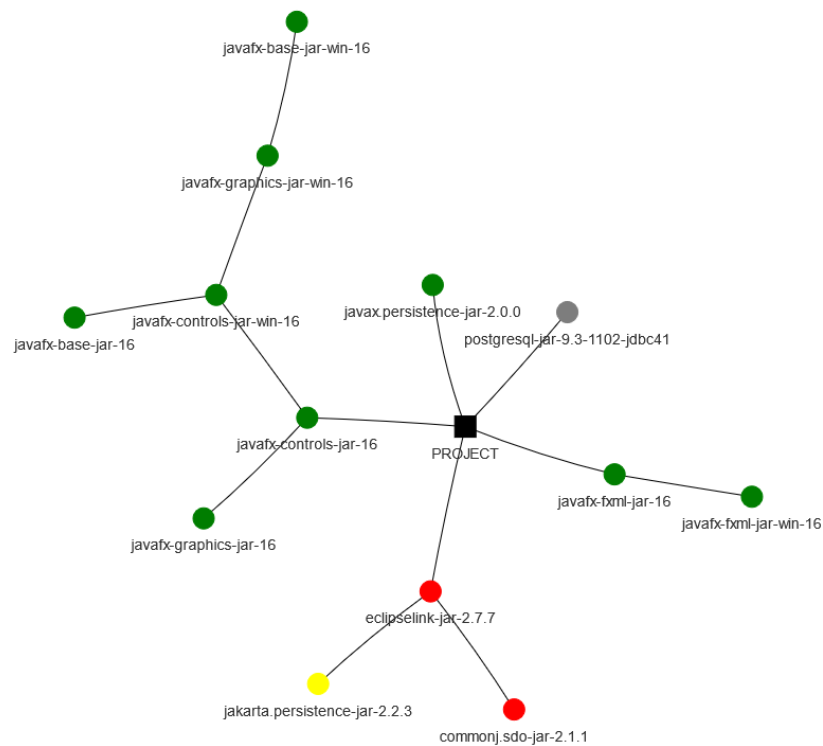 javafx-base-jar-win-16
javafx-graphics-jar-win-16
javax.persistence-jar-2.0.0
javafx-controls-jar-win-16
postgresql-jar-9.3-1102-jdbc41
javafx-base-jar-16
javafx-controls-jar-16
PROJECT
javafx-fxml-jar-16
javafx-fxml-jar-win-16
javafx-graphics-jar-16
eclipselink-jar-2.7.7
jakarta.persistence-jar-2.2.3
commonj.sdo-jar-2.1.1